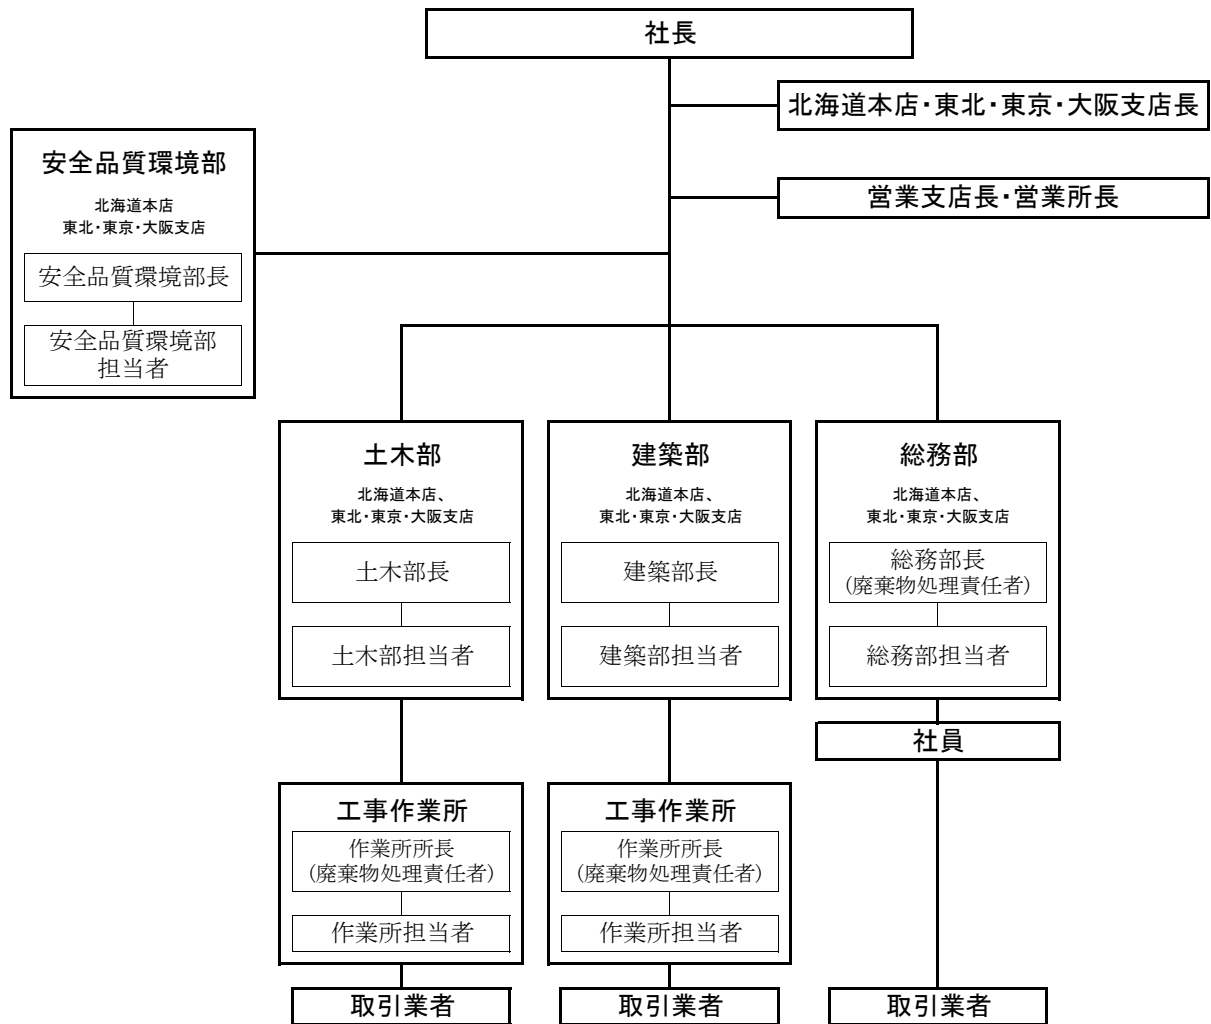 社長
北海道本店・東北・東京・大阪支店長
営業支店長・営業所長
安全品質環境部
北海道本店
東北・東京・大阪支店
安全品質環境部長
安全品質環境部
担当者
土木部
北海道本店、
東北・東京・大阪支店
土木部長
土木部担当者
工事作業所
作業所所長
(廃棄物処理責任者)
作業所担当者
取引業者
建築部
北海道本店、
東北・東京・大阪支店
建築部長
建築部担当者
工事作業所
作業所所長
(廃棄物処理責任者)
作業所担当者
取引業者
総務部
北海道本店、
東北・東京・大阪支店
総務部長
(廃棄物処理責任者)
総務部担当者
社員
取引業者